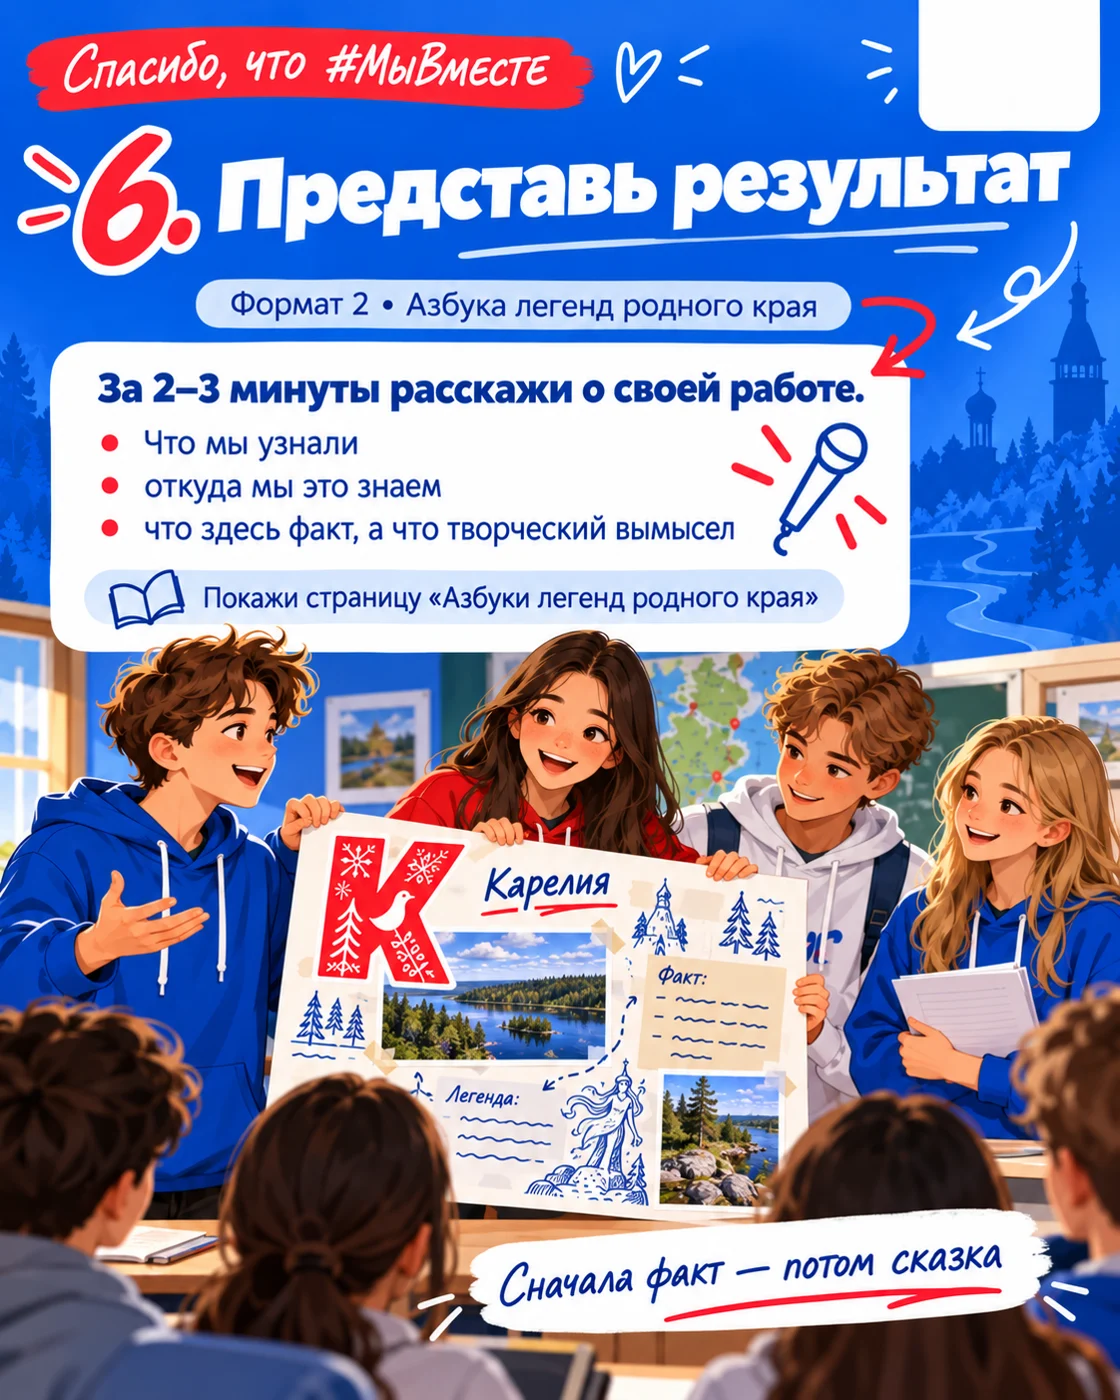 Спасибо, что #МыВместе
6. Представь результат
Формат 2 • Азбука легенд родного края
За 2–3 минуты расскажи о своей работе.
• Что мы узнали
• откуда мы это знаем
• что здесь факт, а что творческий вымысел
Покажи страницу «Азбуки легенд родного края»
К
Карелия
Факт:
Легенда:
Сначала факт — потом сказка